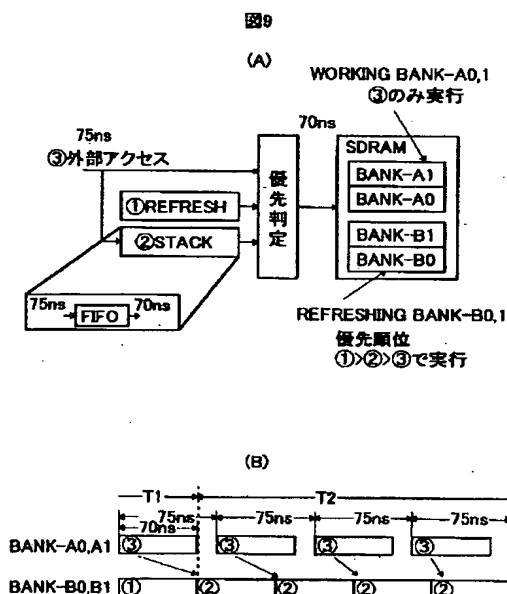 図9
(A)
WORKING BANK-A0,1
③のみ実行
75ns
③外部アクセス
70ns
優先判定
SDRAM
BANK-A1
BANK-A0
①REFRESH
②STACK
BANK-B1
BANK-B0
75ns
FIFO
70ns
REFRESHING BANK-B0,1
優先順位
①>②>③で実行
(B)
T1
T2
75ns
75ns
75ns
75ns
70ns
BANK-A0,A1
③
③
③
③
BANK-B0,B1
①
②
②
②
②